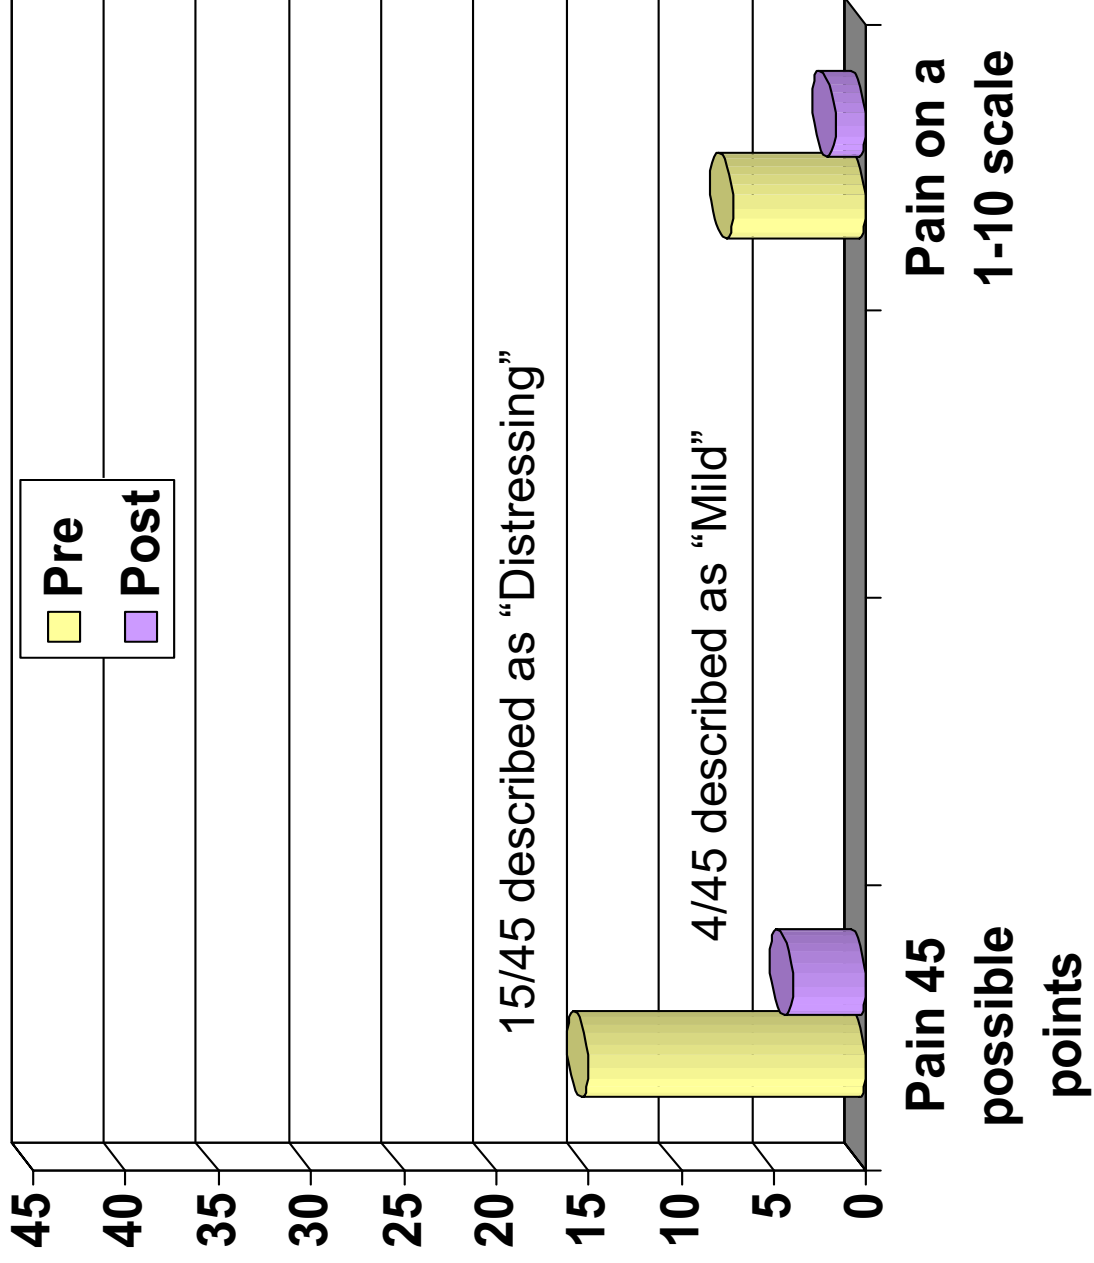 Pre
Post
45
40
35
30
25
20
15
10
5
0
15/45 described as “Distressing”
4/45 described as “Mild”
Pain 45
possible
points
Pain on a
1-10 scale